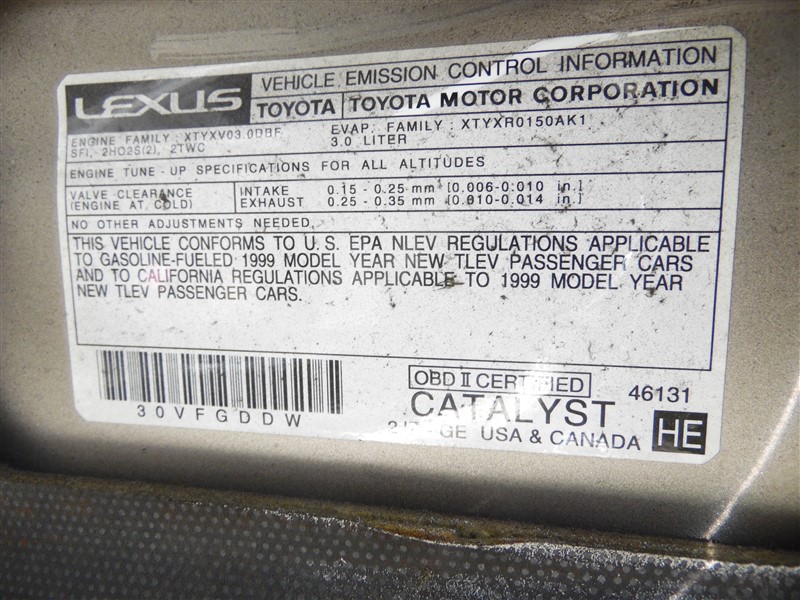 LEXUS
VEHICLE EMISSION CONTROL INFORMATION
TOYOTA TOYOTA MOTOR CORPORATION
ENGINE FAMILY : XTYXV03.0BBF EVAP. FAMILY : XTYXR0150AK1
SFI, 2HO2S(2), 2TWC 3.0 LITER
ENGINE TUNE - UP SPECIFICATIONS FOR ALL ALTITUDES
VALVE CLEARANCE INTAKE 0.15 - 0.25 mm [0.006-0.010 in.]
(ENGINE AT COLD) EXHAUST 0.25 - 0.35 mm [0.010-0.014 in.]
NO OTHER ADJUSTMENTS NEEDED.
THIS VEHICLE CONFORMS TO U.S. EPA NLEV REGULATIONS APPLICABLE
TO GASOLINE-FUELED 1999 MODEL YEAR NEW TLEV PASSENGER CARS
AND TO CALIFORNIA REGULATIONS APPLICABLE TO 1999 MODEL YEAR
NEW TLEV PASSENGER CARS.
30VFGDDW
OBD II CERTIFIED 46131
CATALYST
GE USA & CANADA HE